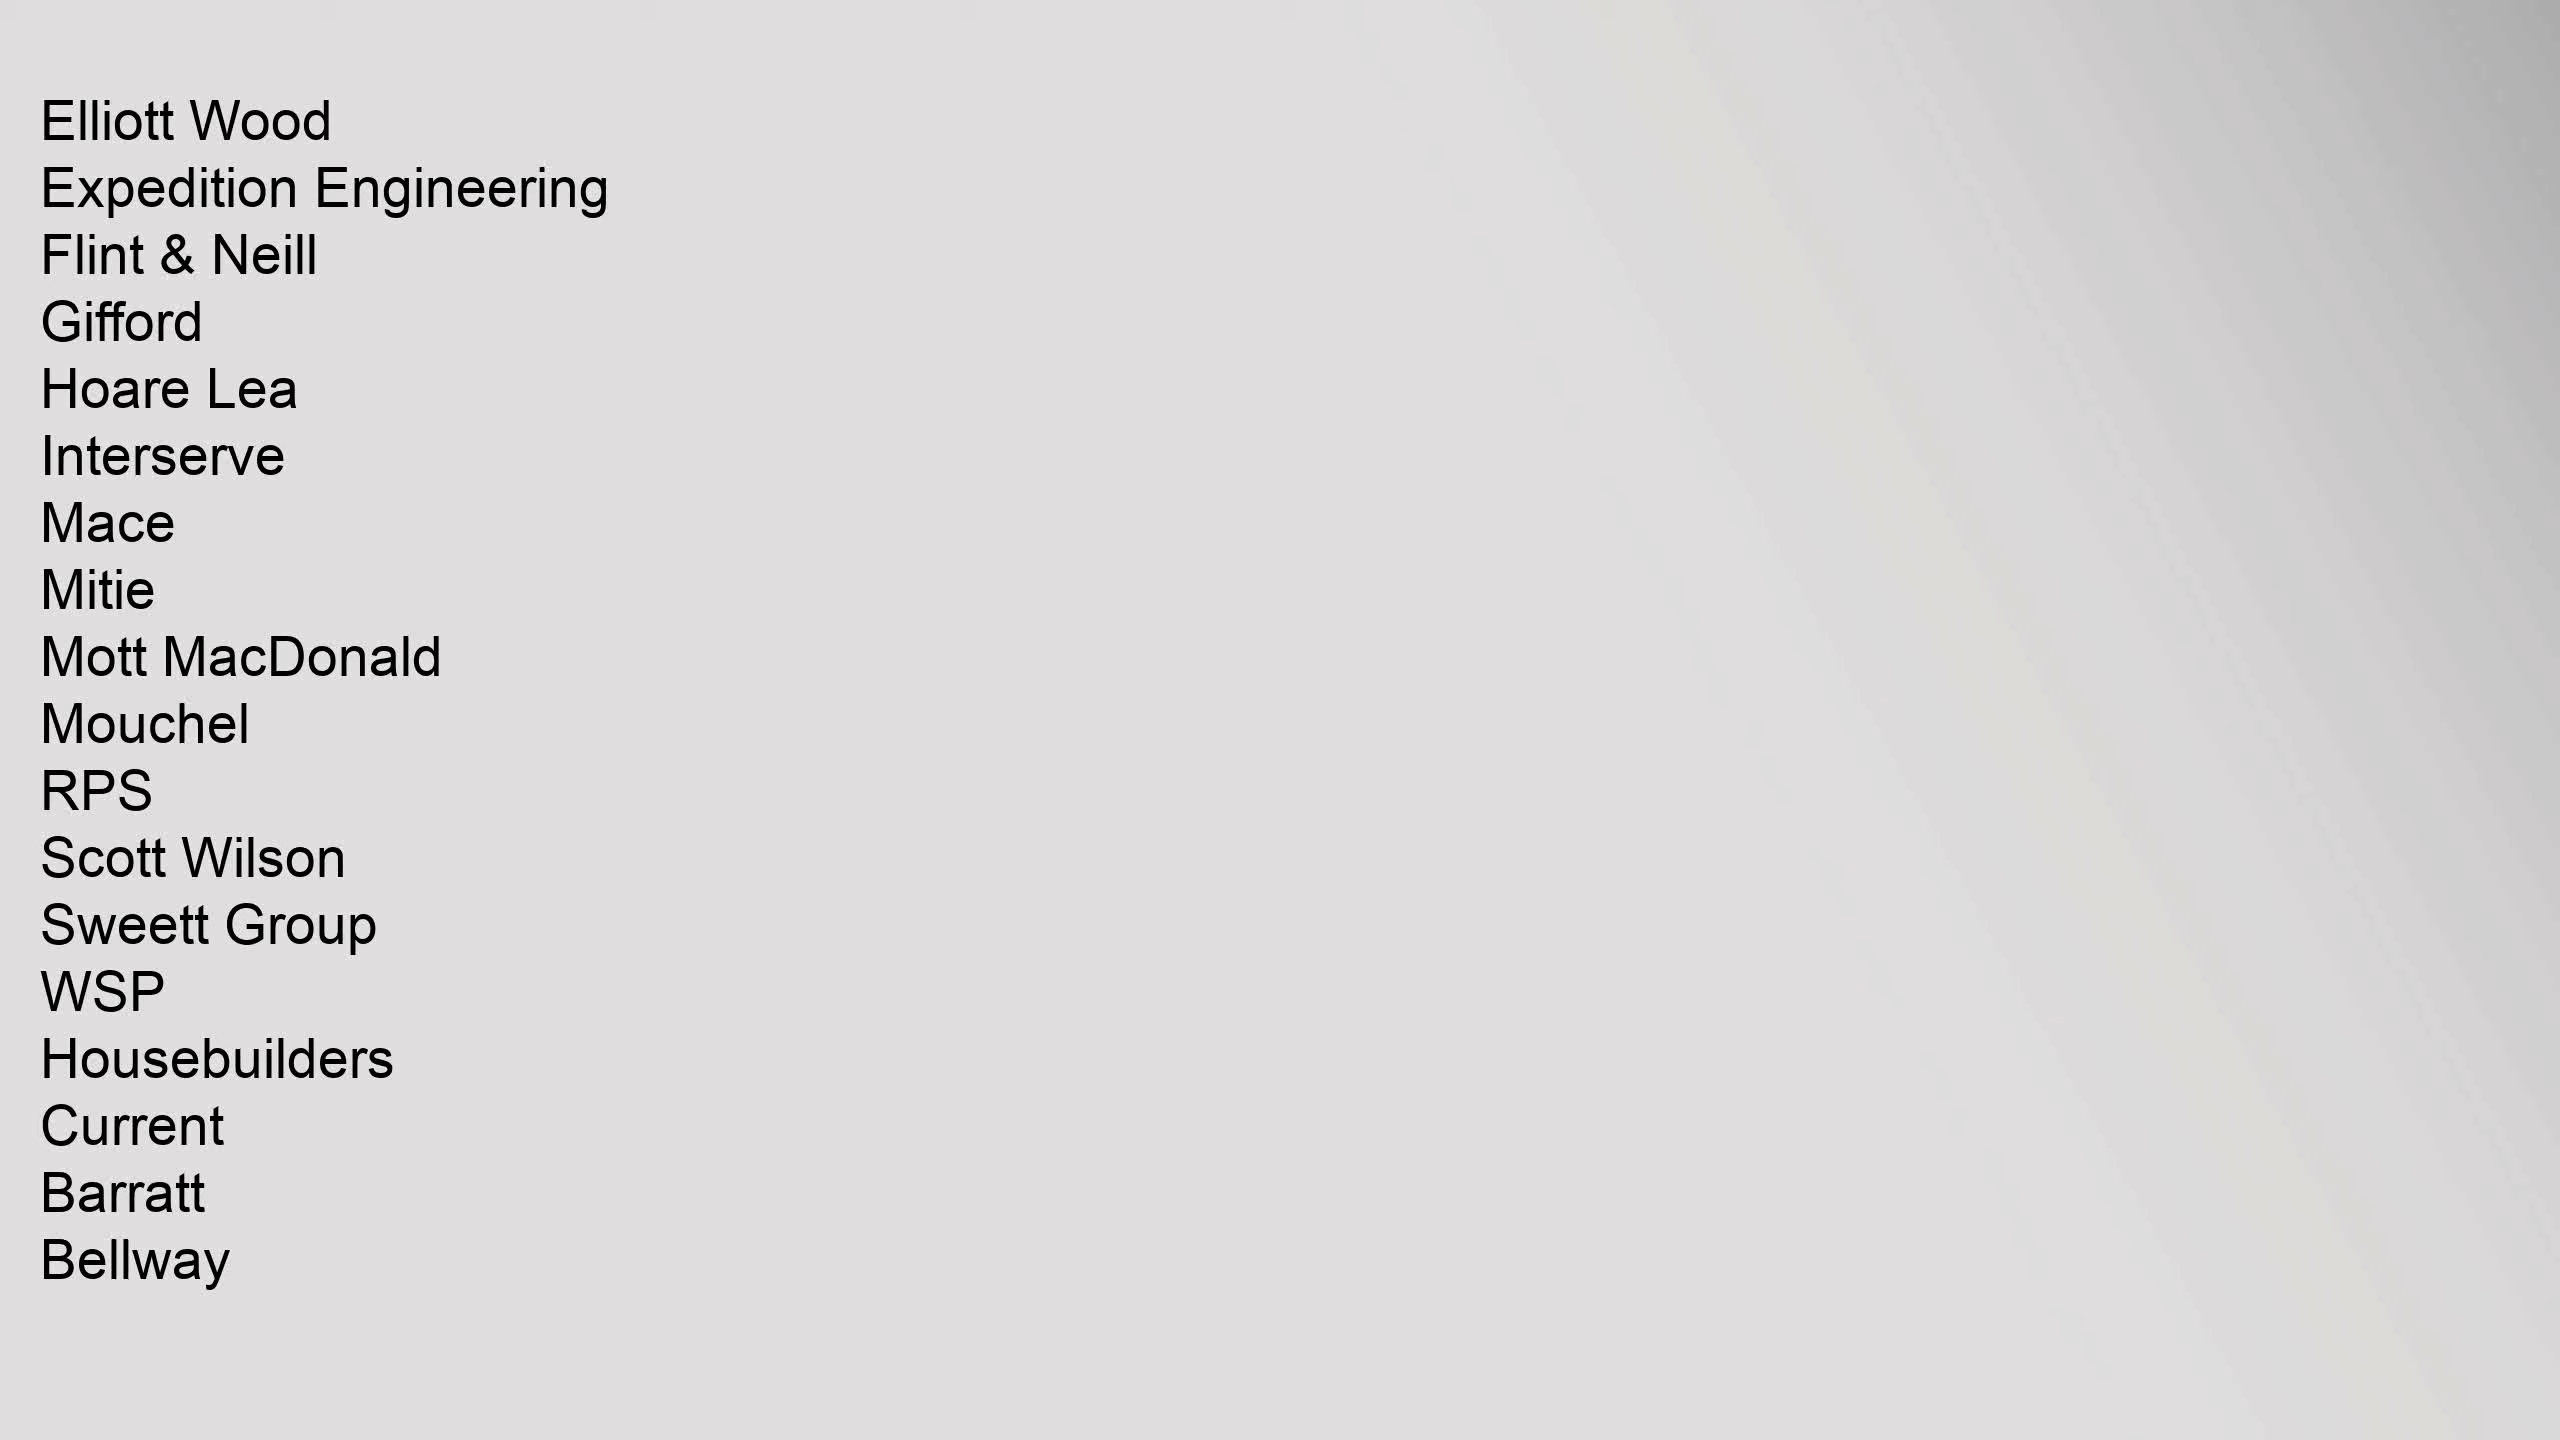 Elliott Wood
Expedition Engineering
Flint & Neill
Gifford
Hoare Lea
Interserve
Mace
Mitie
Mott MacDonald
Mouchel
RPS
Scott Wilson
Sweett Group
WSP
Housebuilders
Current
Barratt
Bellway